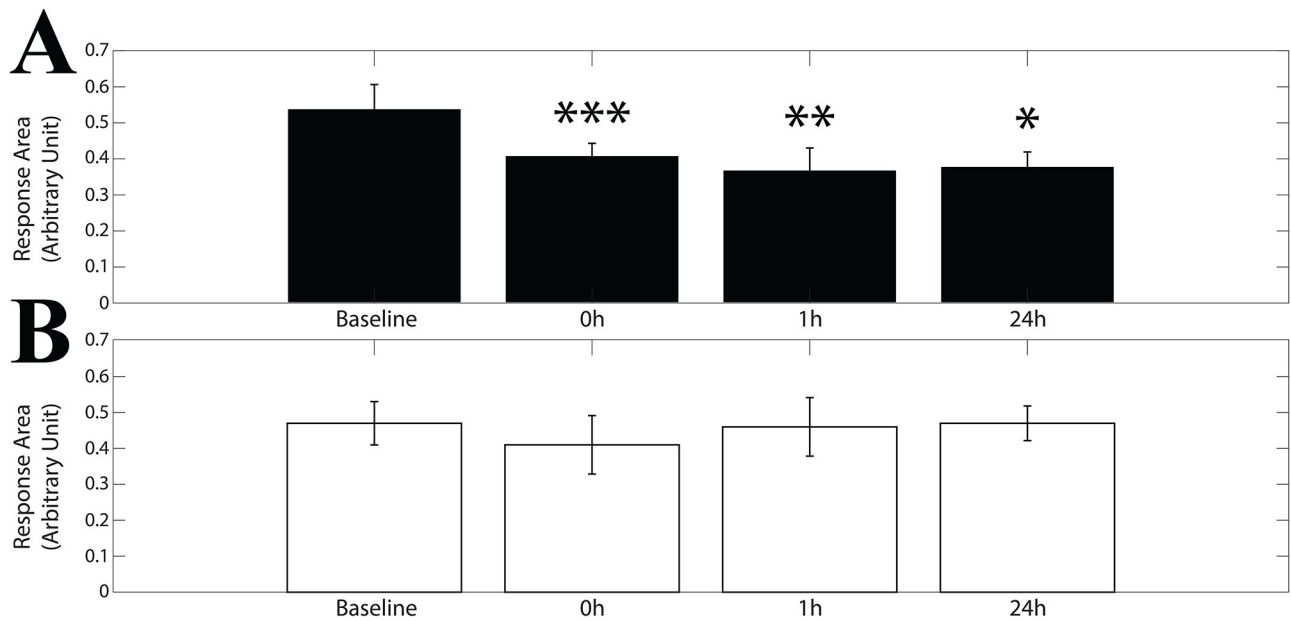 A
0.7
0.6
0.5
0.4
0.3
0.2
0.1
0
Response Area
(Arbitrary Unit)
***
**
*
Baseline 0h 1h 24h
B
0.7
0.6
0.5
0.4
0.3
0.2
0.1
0
Response Area
(Arbitrary Unit)
Baseline 0h 1h 24h